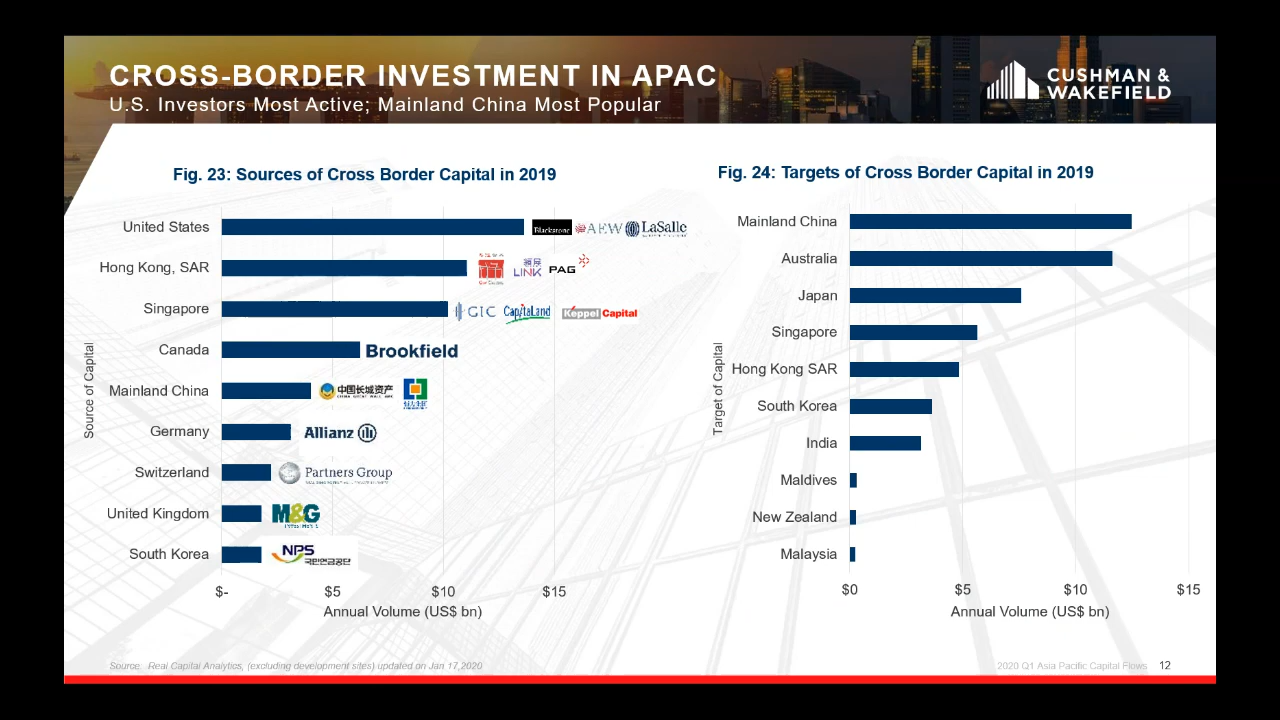 CROSS-BORDER INVESTMENT IN APAC
U.S. Investors Most Active; Mainland China Most Popular
CUSHMAN &
WAKEFIELD
Fig. 23: Sources of Cross Border Capital in 2019
Source of Capital
United States
Blackstone
AEW
LaSalle
Hong Kong, SAR
領展
LINK
PAG
Singapore
GIC
CapitaLand
Keppel Capital
Canada
Brookfield
Mainland China
中国长城资产
Germany
Allianz
Switzerland
Partners Group
United Kingdom
M&G
South Korea
NPS
국민연금공단
$-
$5
$10
$15
Annual Volume (US$ bn)
Fig. 24: Targets of Cross Border Capital in 2019
Target of Capital
Mainland China
Australia
Japan
Singapore
Hong Kong SAR
South Korea
India
Maldives
New Zealand
Malaysia
$0
$5
$10
$15
Annual Volume (US$ bn)
Source: Real Capital Analytics, (excluding development sites) updated on Jan 17,2020
2020 Q1 Asia Pacific Capital Flows 12